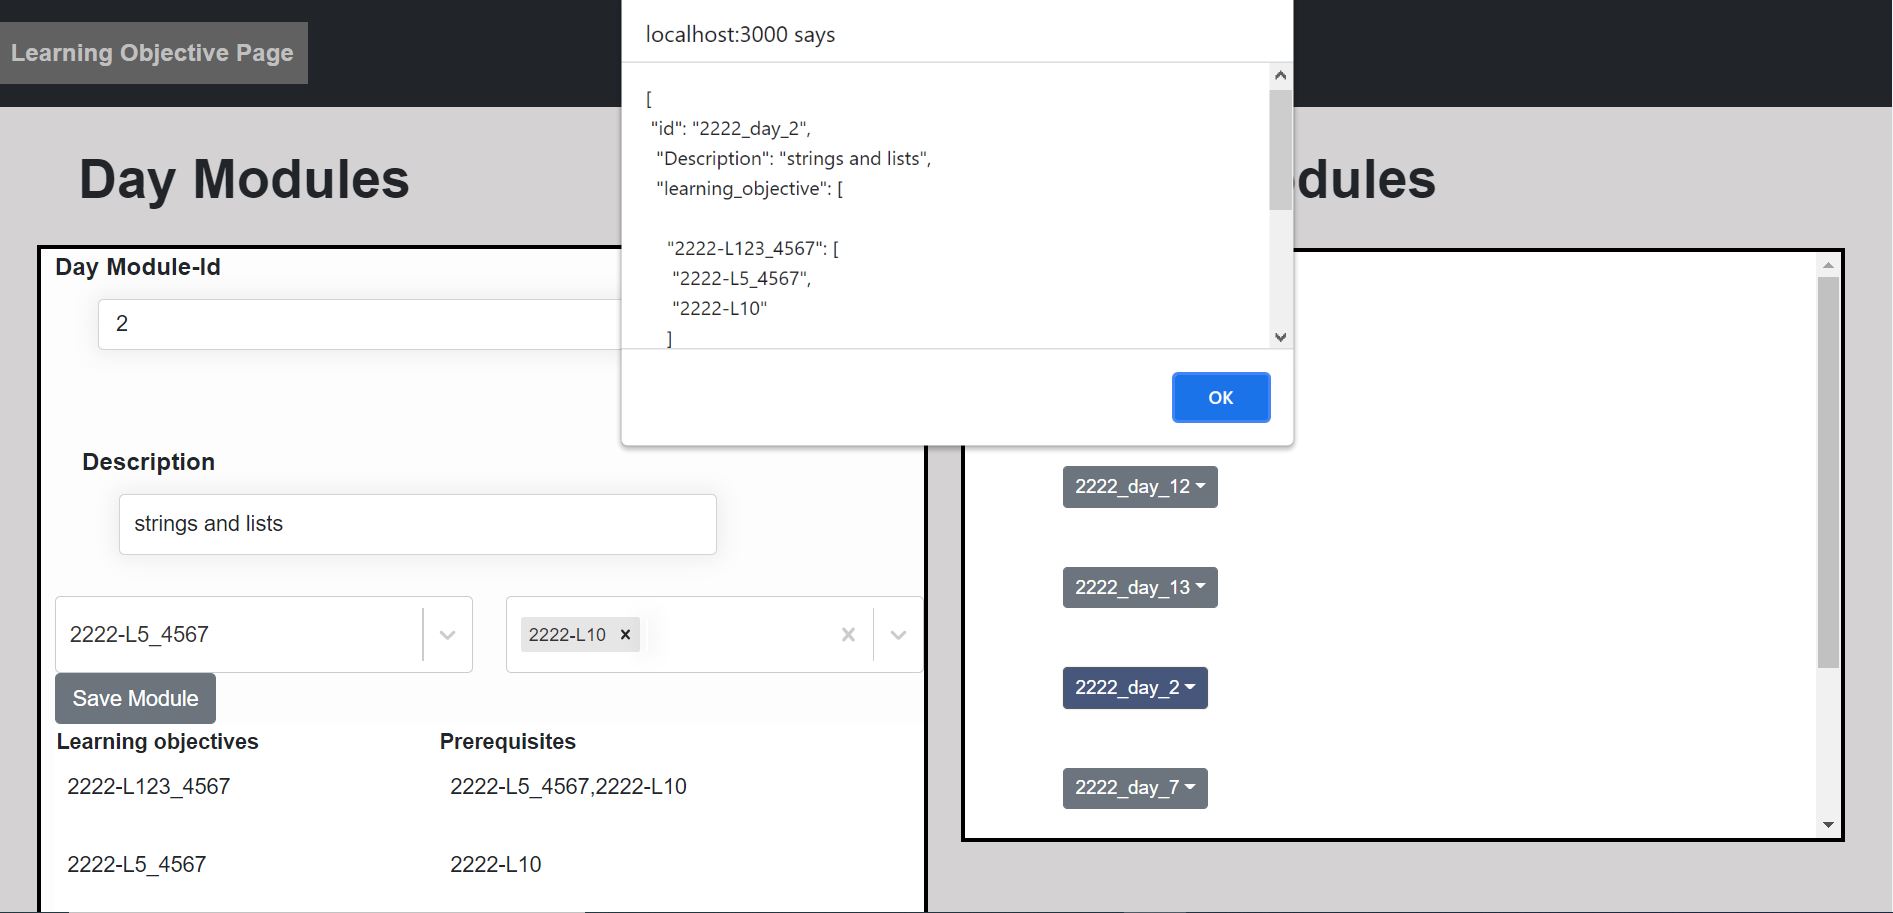 Learning Objective Page
localhost:3000 says
[
"id": "2222_day_2",
"Description": "strings and lists",
"learning_objective": [
"2222-L123_4567": [
"2222-L5_4567",
"2222-L10"
]
OK
Day Modules
dules
Day Module-Id
2
Description
strings and lists
2222-L5_4567
2222-L10 ×
Save Module
Learning objectives Prerequisites
2222-L123_4567 2222-L5_4567,2222-L10
2222-L5_4567 2222-L10
2222_day_12
2222_day_13
2222_day_2
2222_day_7